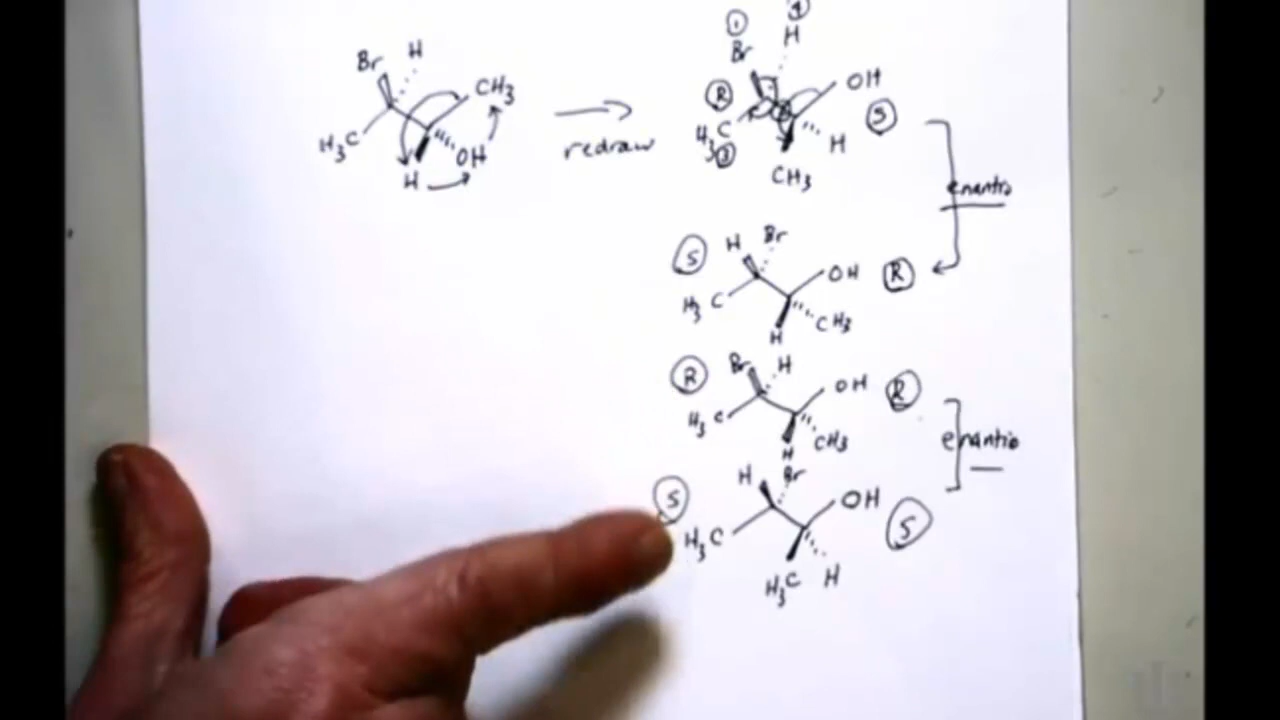 Br H
CH3
H3C
OH
H
redraw
① ④
Br H
OH
Ⓡ
H3C
Ⓢ
H
③
CH3
enantio
Ⓢ H Br
OH Ⓡ
H3C
CH3
H
Ⓡ Br H
OH Ⓡ
H3C
CH3
H
enantio
H Br
Ⓢ OH
H3C Ⓢ
H3C H